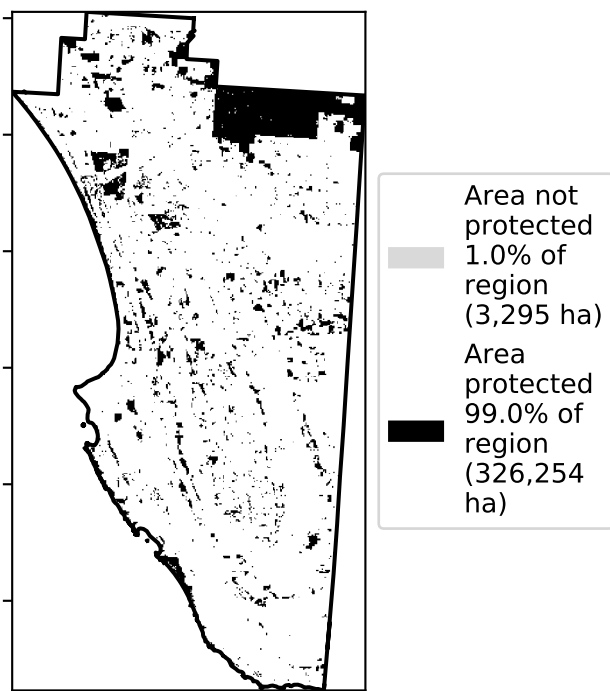 Area not
protected
1.0% of
region
(3,295 ha)
Area
protected
99.0% of
region
(326,254
ha)